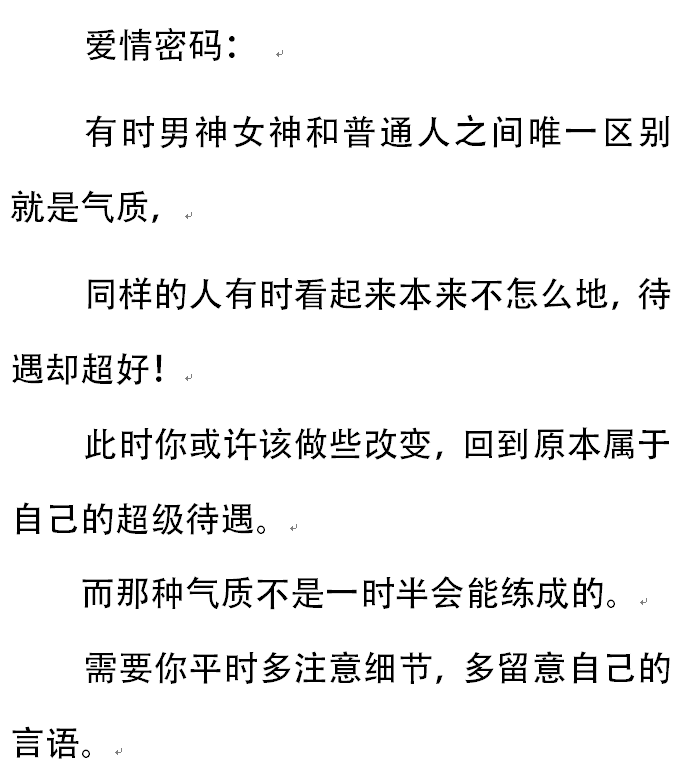 爱情密码：
有时男神女神和普通人之间唯一区别
就是气质，
同样的人有时看起来本来不怎么地，待
遇却超好！
此时你或许该做些改变，回到原本属于
自己的超级待遇。
而那种气质不是一时半会能练成的。
需要你平时多注意细节，多留意自己的
言语。